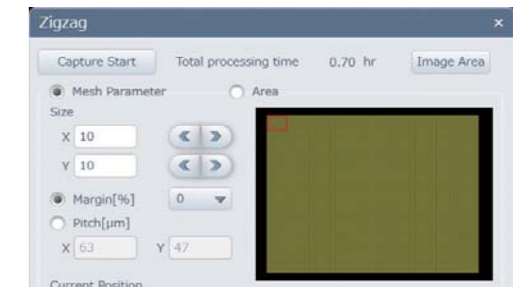 Zigzag ×
Capture Start Total processing time 0.70 hr Image Area
Mesh Parameter Area
Size
X 10
Y 10
Margin[%] 0
Pitch[µm]
X 63 Y 47
Current Position